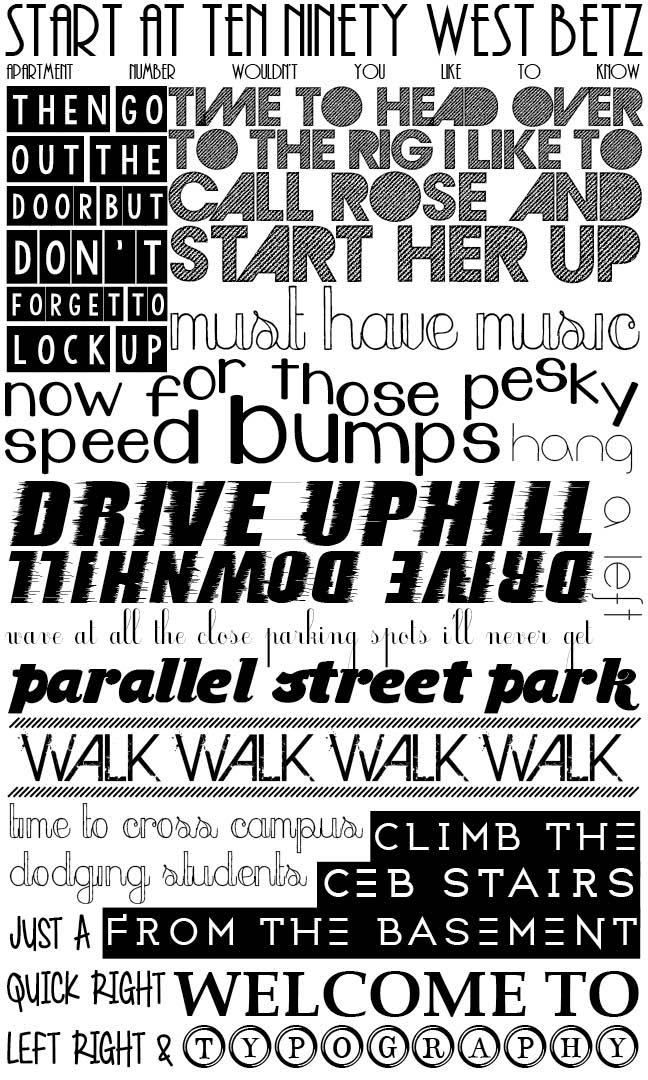 START AT TEN NINETY WEST BETZ
APARTMENT NUMBER WOULDN'T YOU LIKE TO KNOW
THEN GO
OUT THE
DOOR BUT
DON'T
FORGET TO
LOCK UP
TIME TO HEAD OVER
TO THE RIG I LIKE TO
CALL ROSE AND
START HER UP
must have music
now for those pesky
speed bumps
hang
a
left
DRIVE UPHILL
DRIVE DOWNHILL
wave at all the close parking spots i'll never get
parallel street park
WALK WALK WALK WALK
time to cross campus
dodging students
CLIMB THE
CEB STAIRS
FROM THE BASEMENT
JUST A
QUICK RIGHT
LEFT RIGHT &
WELCOME TO
TYPOGRAPHY